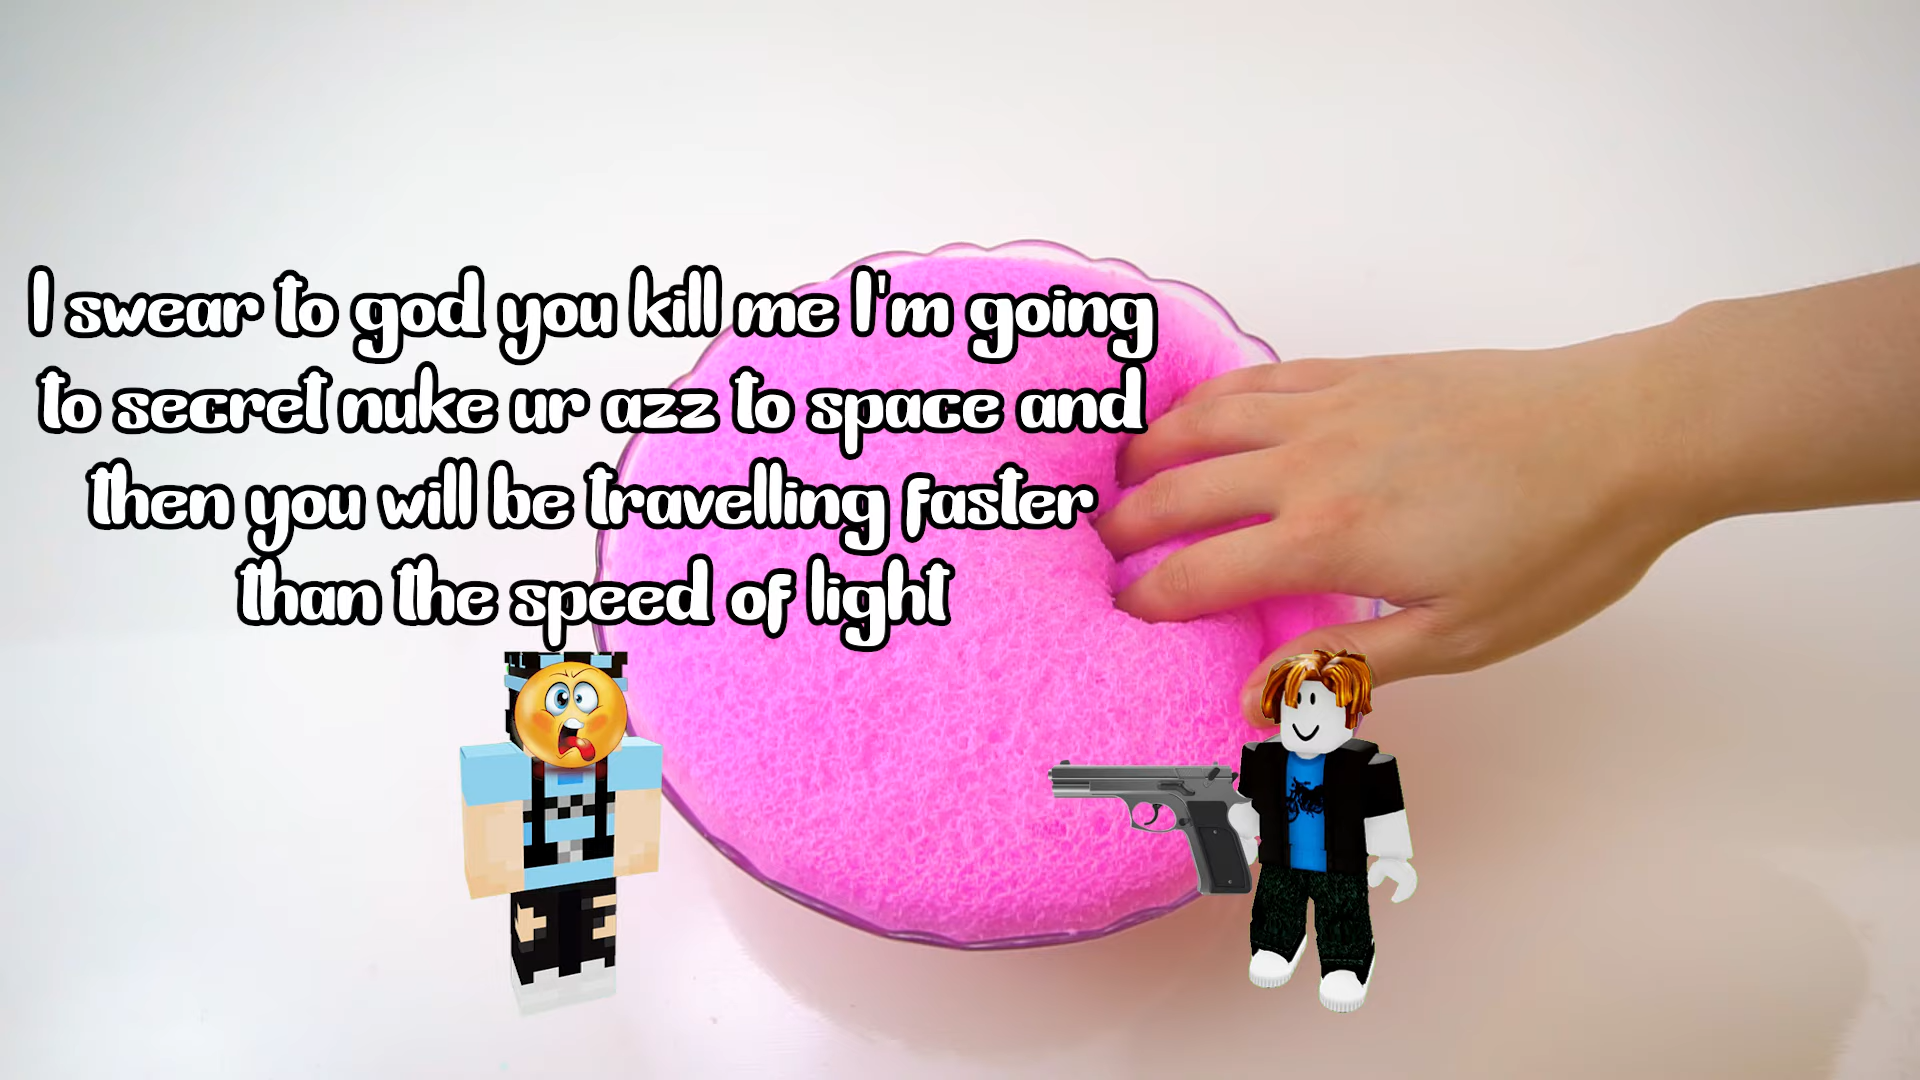 I swear to god you kill me I'm going
to secret nuke ur azz to space and
then you will be travelling faster
than the speed of light